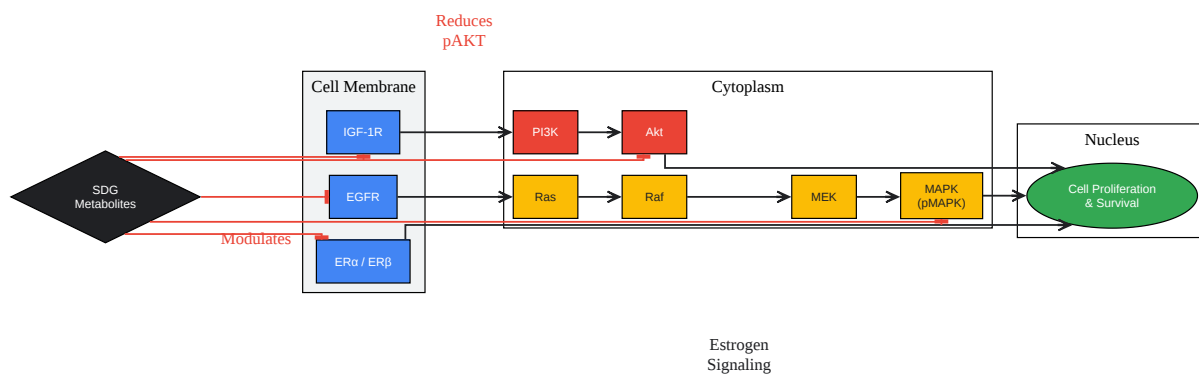 Reduces
pAKT
Cell Membrane
Cytoplasm
IGF-1R
PI3K
Akt
Nucleus
SDG
Metabolites
EGFR
Ras
Raf
MEK
MAPK
(pMAPK)
Cell Proliferation
& Survival
Modulates
ERα / ERβ
Estrogen
Signaling